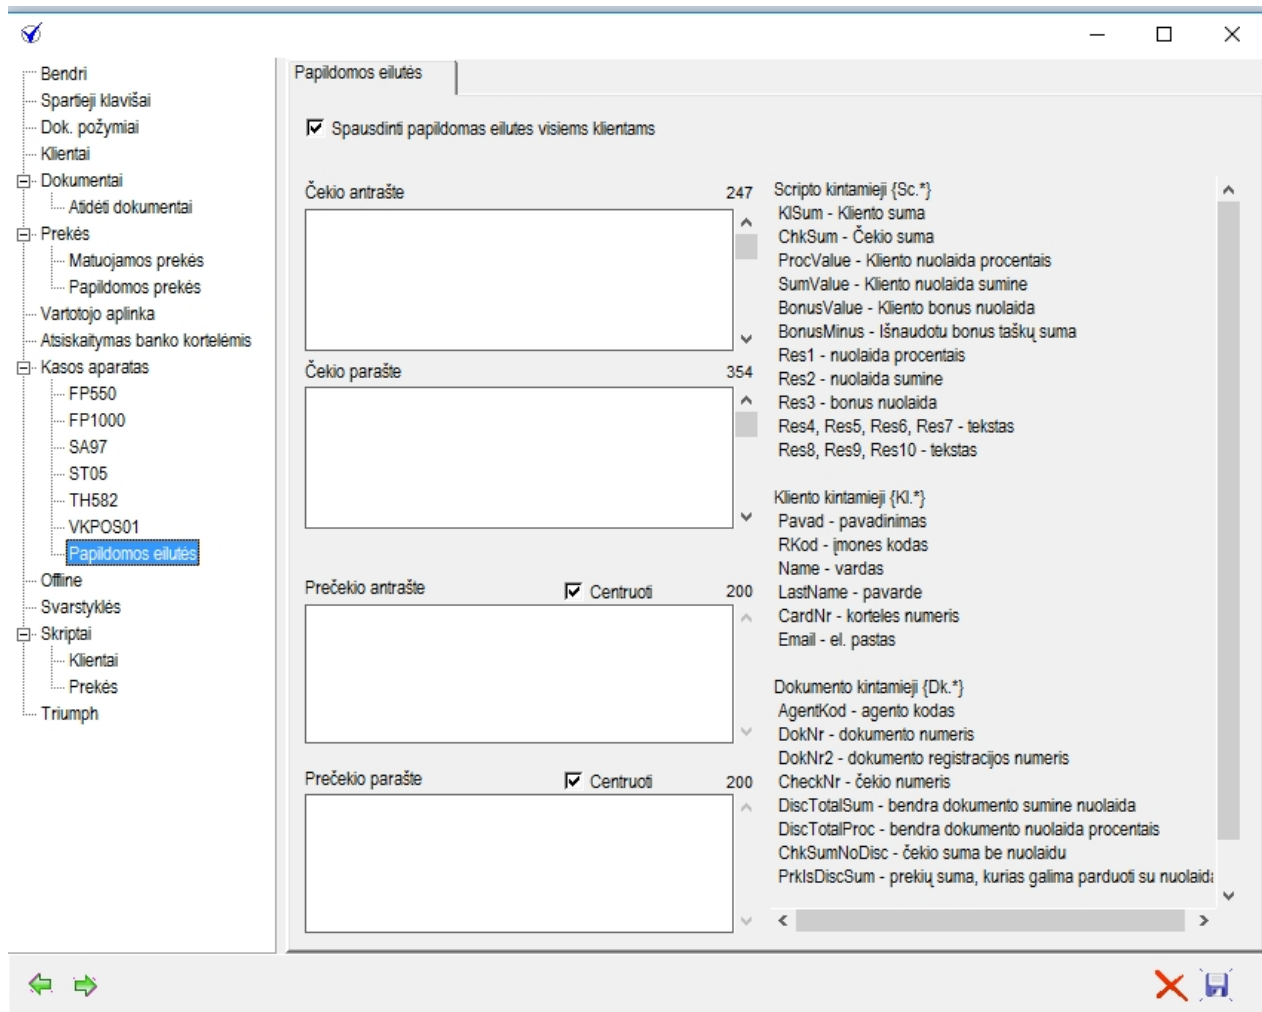 Bendri
Spartieji klavišai
Dok. požymiai
Klientai
Dokumentai
Atidėti dokumentai
Prekės
Matuojamos prekės
Papildomos prekės
Vartotojo aplinka
Atsiskaitymas banko kortelėmis
Kasos aparatas
FP550
FP1000
SA97
ST05
TH582
VKPOS01
Papildomos eilutės
Offline
Svarstyklės
Skriptai
Klientai
Prekės
Triumph
Papildomos eilutės
Spausdinti papildomas eilutes visiems klientams
Čekio antrašte 247
Čekio parašte 354
Prečekio antrašte Centruoti 200
Prečekio parašte Centruoti 200
Scripto kintamieji {Sc.*}
KlSum - Kliento suma
ChkSum - Čekio suma
ProcValue - Kliento nuolaida procentais
SumValue - Kliento nuolaida sumine
BonusValue - Kliento bonus nuolaida
BonusMinus - Išnaudotu bonus taškų suma
Res1 - nuolaida procentais
Res2 - nuolaida sumine
Res3 - bonus nuolaida
Res4, Res5, Res6, Res7 - tekstas
Res8, Res9, Res10 - tekstas
Kliento kintamieji {Kl.*}
Pavad - pavadinimas
RKod - įmones kodas
Name - vardas
LastName - pavarde
CardNr - korteles numeris
Email - el. pastas
Dokumento kintamieji {Dk.*}
AgentKod - agento kodas
DokNr - dokumento numeris
DokNr2 - dokumento registracijos numeris
CheckNr - čekio numeris
DiscTotalSum - bendra dokumento sumine nuolaida
DiscTotalProc - bendra dokumento nuolaida procentais
ChkSumNoDisc - čekio suma be nuolaidu
PrkIsDiscSum - prekių suma, kurias galima parduoti su nuolaida